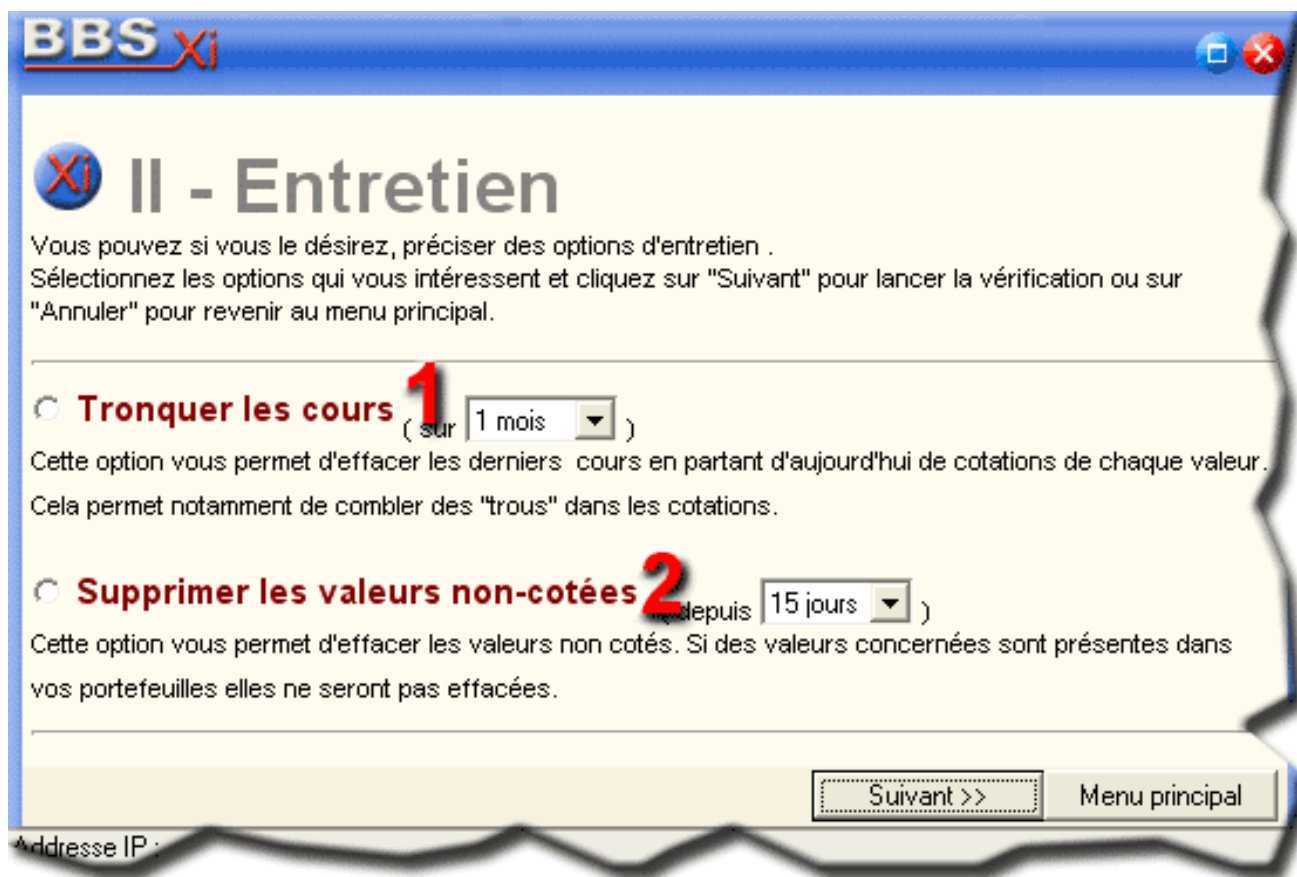 BBS Xi
Xi II - Entretien
Vous pouvez si vous le désirez, préciser des options d'entretien .
Sélectionnez les options qui vous intéressent et cliquez sur "Suivant" pour lancer la vérification ou sur
"Annuler" pour revenir au menu principal.
Tronquer les cours 1 ( sur 1 mois )
Cette option vous permet d'effacer les derniers cours en partant d'aujourd'hui de cotations de chaque valeur.
Cela permet notamment de combler des "trous" dans les cotations.
Supprimer les valeurs non-cotées 2 depuis 15 jours )
Cette option vous permet d'effacer les valeurs non cotés. Si des valeurs concernées sont présentes dans
vos portefeuilles elles ne seront pas effacées.
Suivant >> Menu principal
Addresse IP :